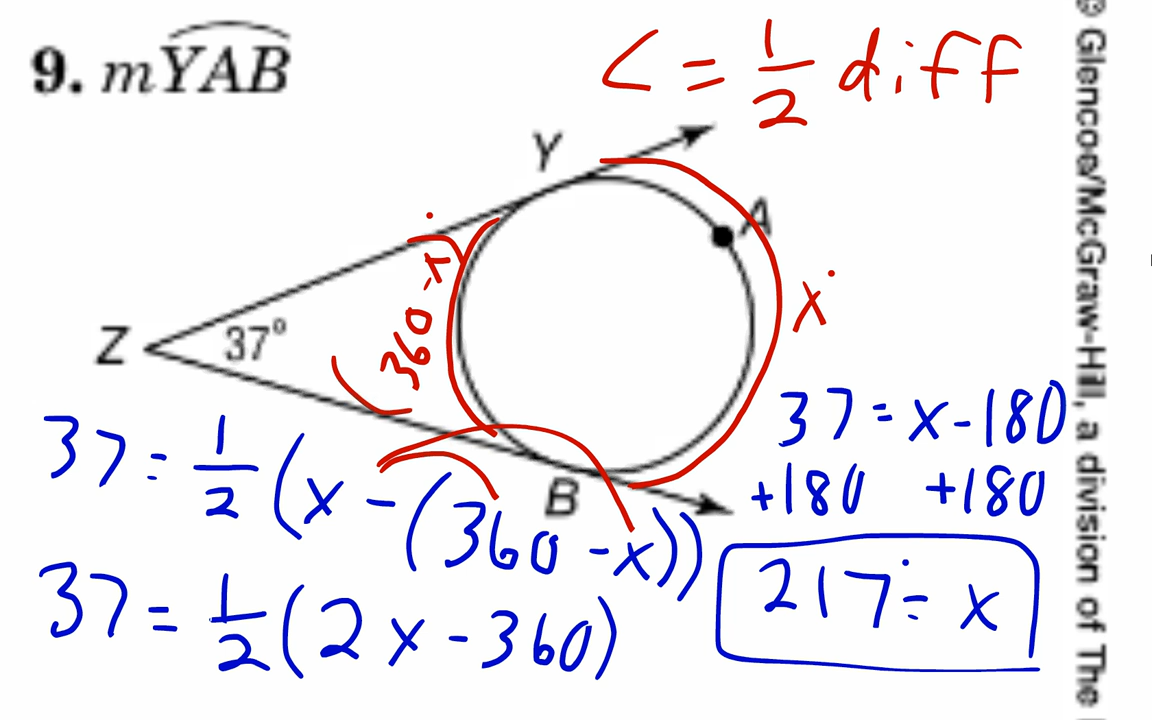 9. mYAB
< = 1/2 diff
Y
A
Z
37°
360-x
x°
B
37 = 1/2 (x - (360 - x))
37 = 1/2 (2x - 360)
37 = x - 180
+180 +180
217° = x
© Glencoe/McGraw-Hill, a division of The